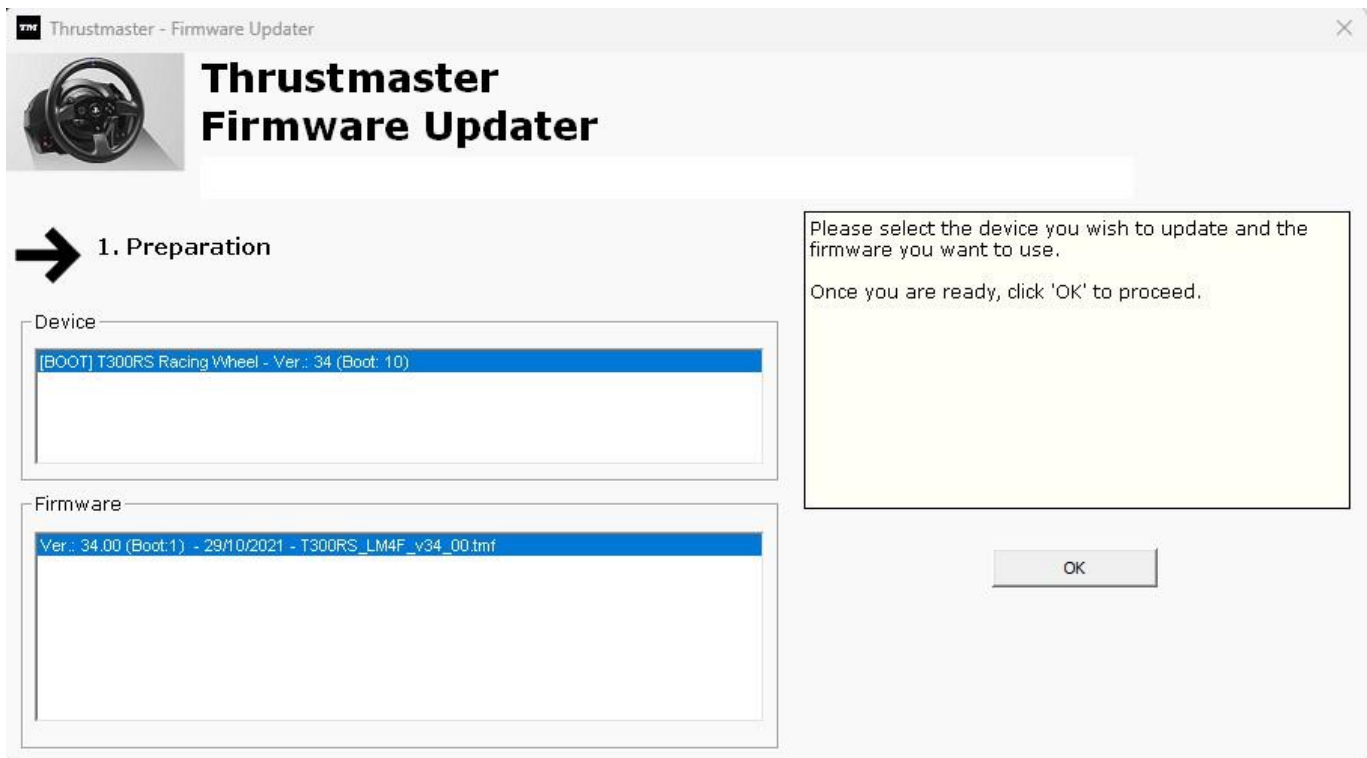 TM Thrustmaster - Firmware Updater
Thrustmaster
Firmware Updater
1. Preparation
Please select the device you wish to update and the
firmware you want to use.
Once you are ready, click 'OK' to proceed.
Device
[BOOT] T300RS Racing Wheel - Ver.: 34 (Boot: 10)
Firmware
Ver.: 34.00 (Boot:1) - 29/10/2021 - T300RS_LM4F_v34_00.tmf
OK